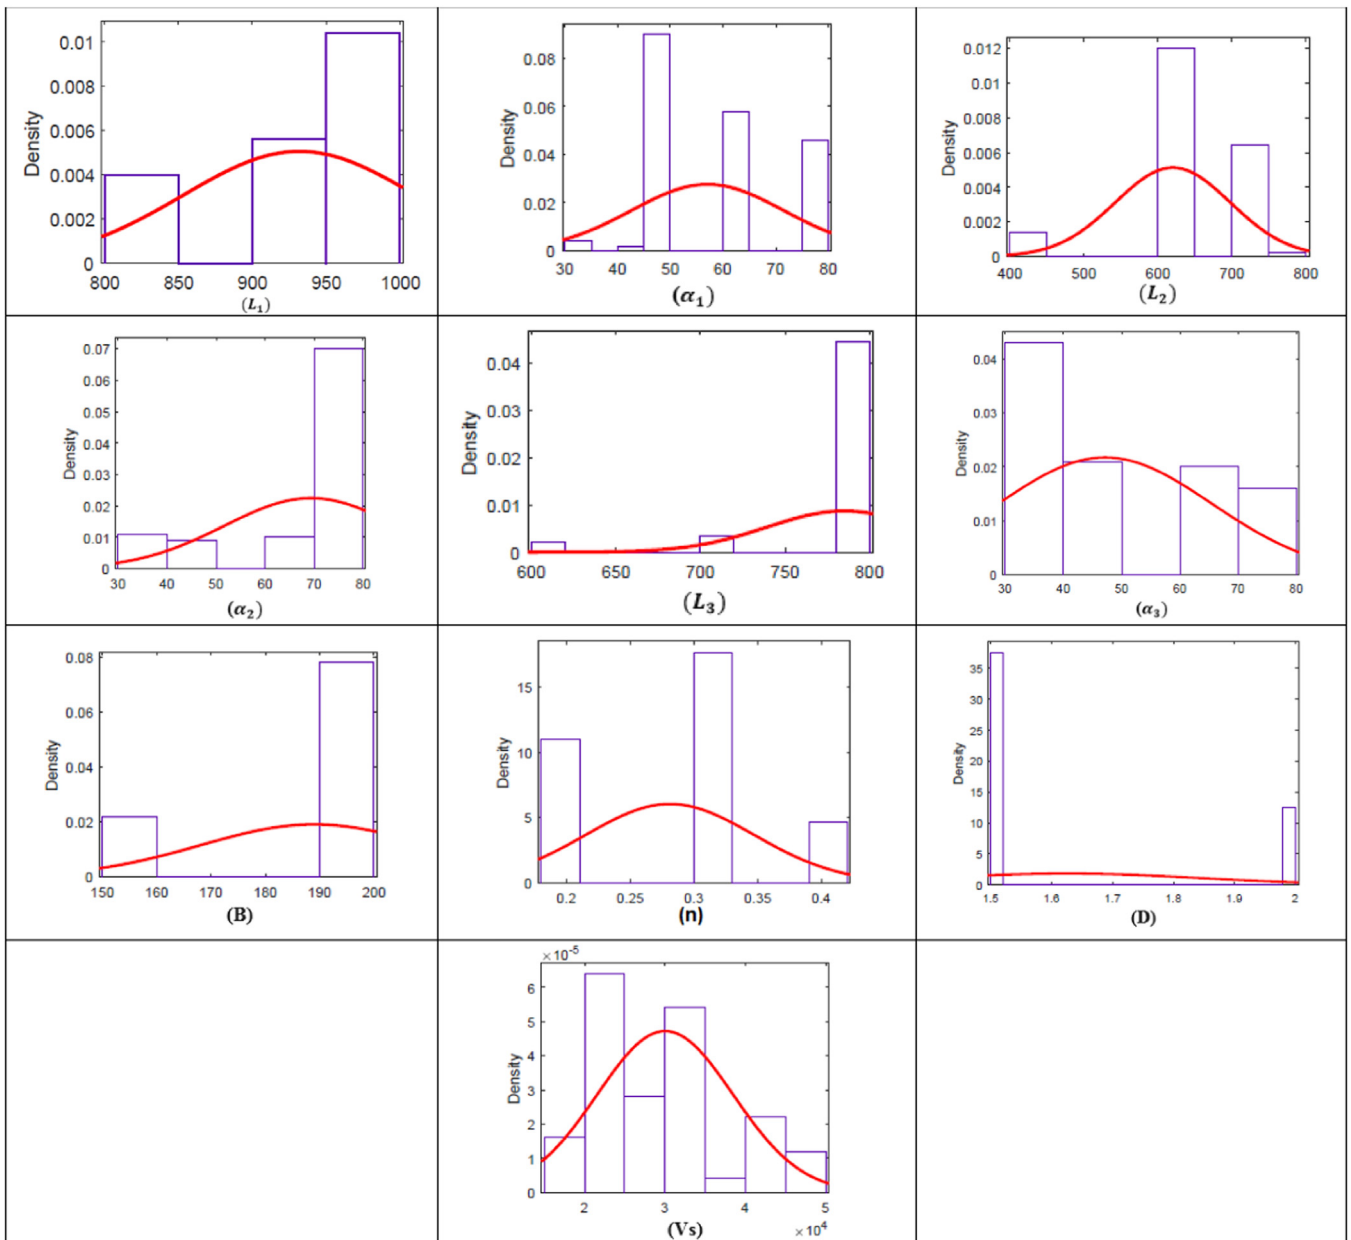 Density
0.01
0.008
0.006
0.004
0.002
0
800 850 900 950 1000
(L₁)
Density
0.08
0.06
0.04
0.02
0
30 40 50 60 70 80
(α₁)
Density
0.012
0.01
0.008
0.006
0.004
0.002
0
400 500 600 700 800
(L₂)
Density
0.07
0.06
0.05
0.04
0.03
0.02
0.01
0
30 40 50 60 70 80
(α₂)
Density
0.04
0.03
0.02
0.01
0
600 650 700 750 800
(L₃)
Density
0.04
0.03
0.02
0.01
0
30 40 50 60 70 80
(α₃)
Density
0.08
0.06
0.04
0.02
0
150 160 170 180 190 200
(B)
Density
15
10
5
0
0.2 0.25 0.3 0.35 0.4
(n)
Density
35
30
25
20
15
10
5
0
1.5 1.6 1.7 1.8 1.9 2
(D)
×10⁻⁵
Density
6
5
4
3
2
1
0
2 3 4 5
(Vs) ×10⁴